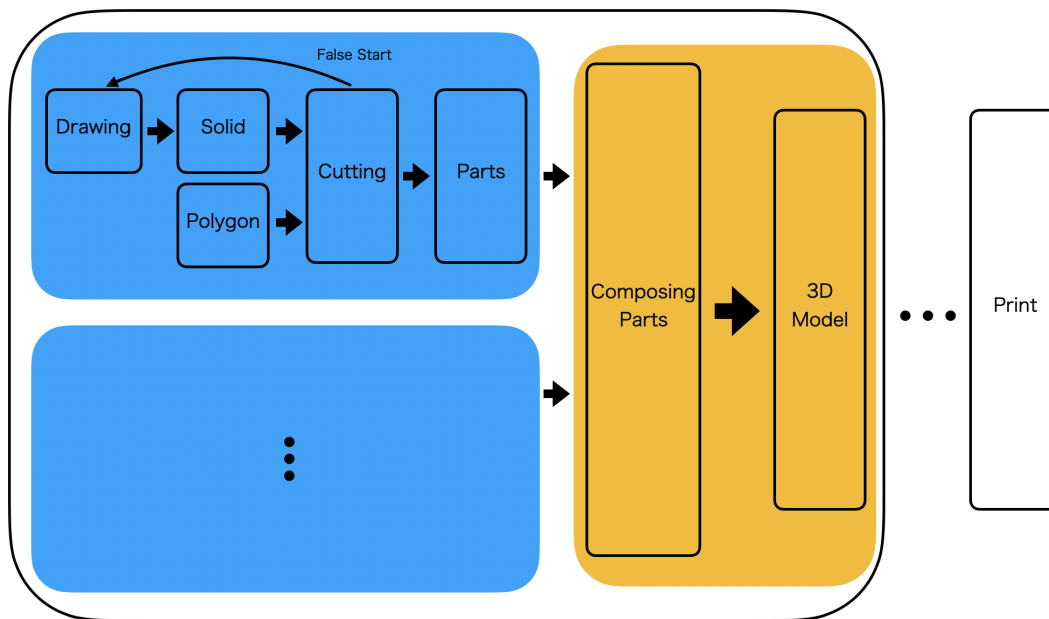 False Start
Drawing
Solid
Polygon
Cutting
Parts
Composing
Parts
3D
Model
Print